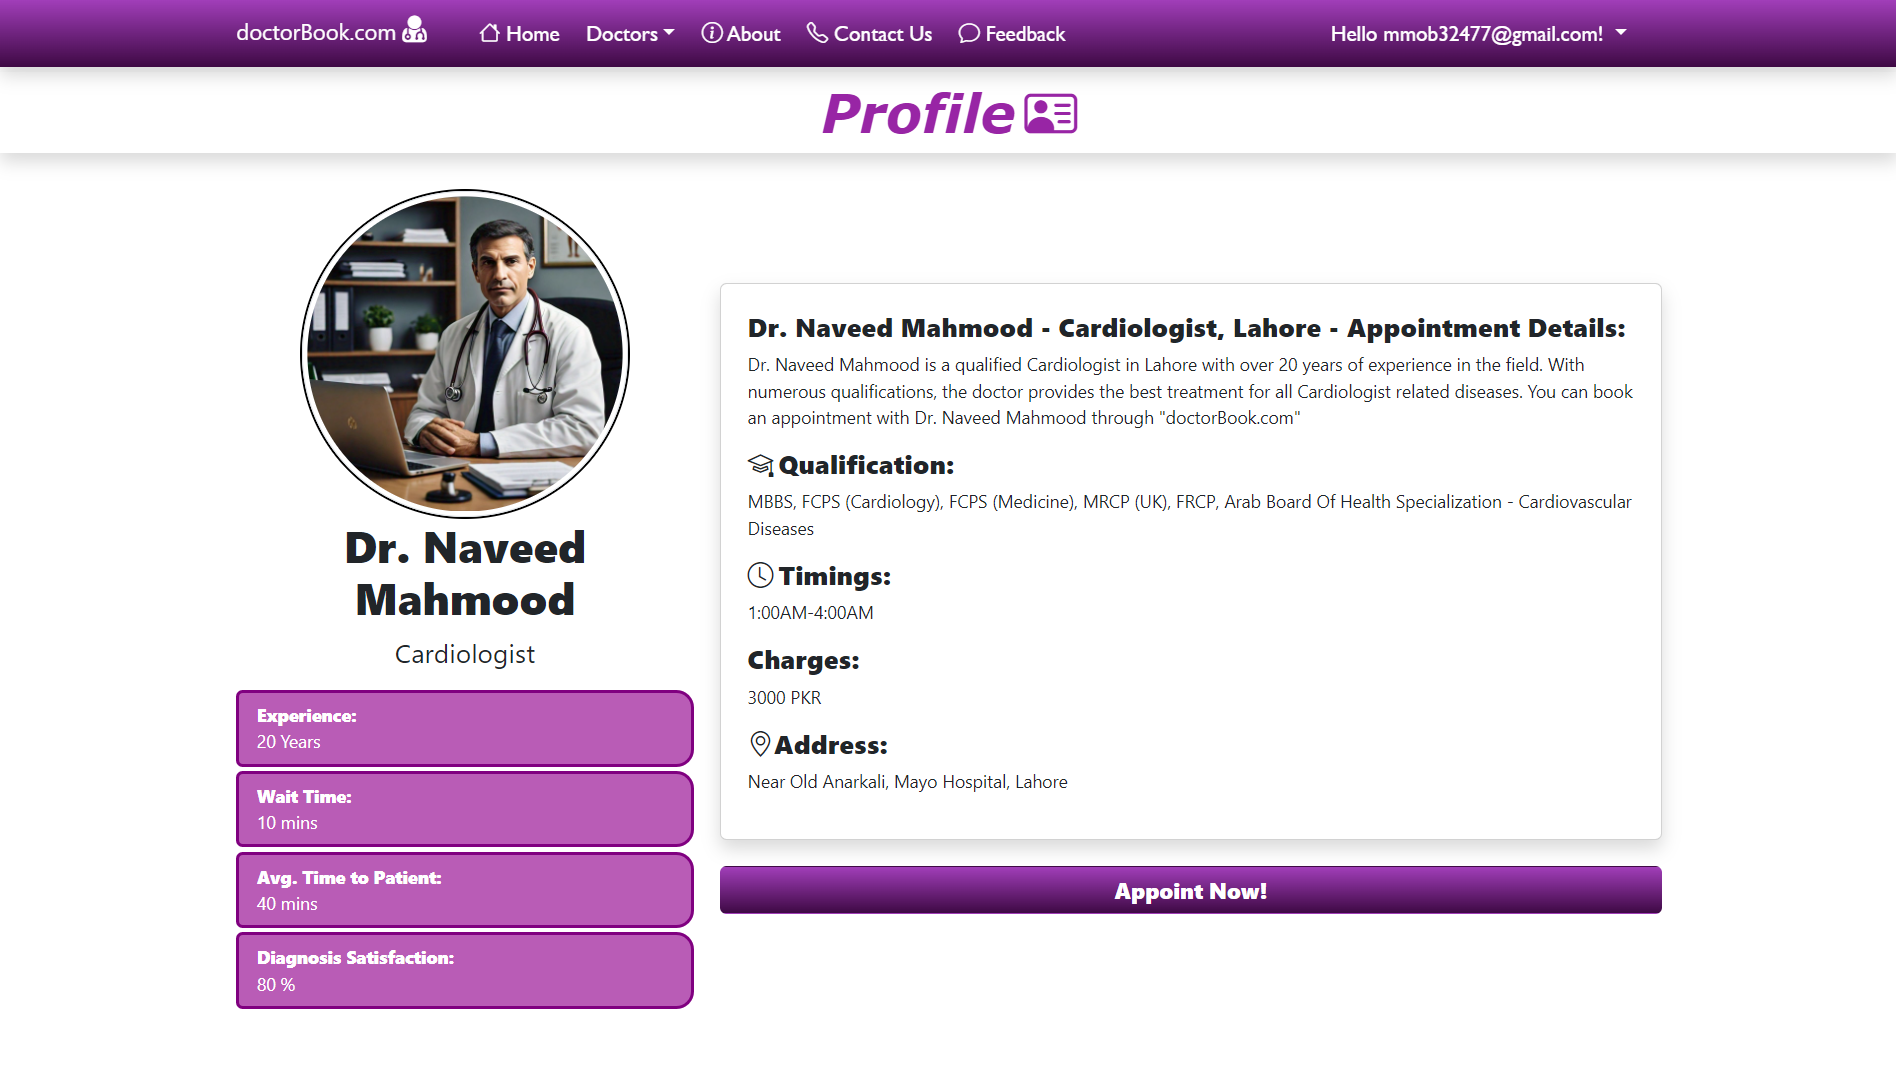 doctorBook.com
Home
Doctors
About
Contact Us
Feedback
Hello mmob32477@gmail.com!
Profile
Dr. Naveed
Mahmood
Cardiologist
Experience:
20 Years
Wait Time:
10 mins
Avg. Time to Patient:
40 mins
Diagnosis Satisfaction:
80 %
Dr. Naveed Mahmood - Cardiologist, Lahore - Appointment Details:
Dr. Naveed Mahmood is a qualified Cardiologist in Lahore with over 20 years of experience in the field. With
numerous qualifications, the doctor provides the best treatment for all Cardiologist related diseases. You can book
an appointment with Dr. Naveed Mahmood through "doctorBook.com"
Qualification:
MBBS, FCPS (Cardiology), FCPS (Medicine), MRCP (UK), FRCP, Arab Board Of Health Specialization - Cardiovascular
Diseases
Timings:
1:00AM-4:00AM
Charges:
3000 PKR
Address:
Near Old Anarkali, Mayo Hospital, Lahore
Appoint Now!